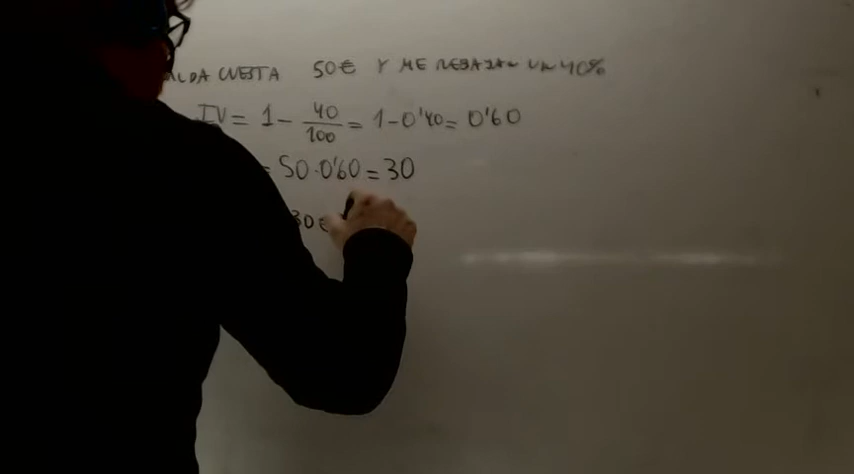 CUESTA 50€ Y ME REBAJAN UN 40%
IV = 1 - 40/100 = 1-0'40 = 0'60
= 50·0'60 = 30
30€